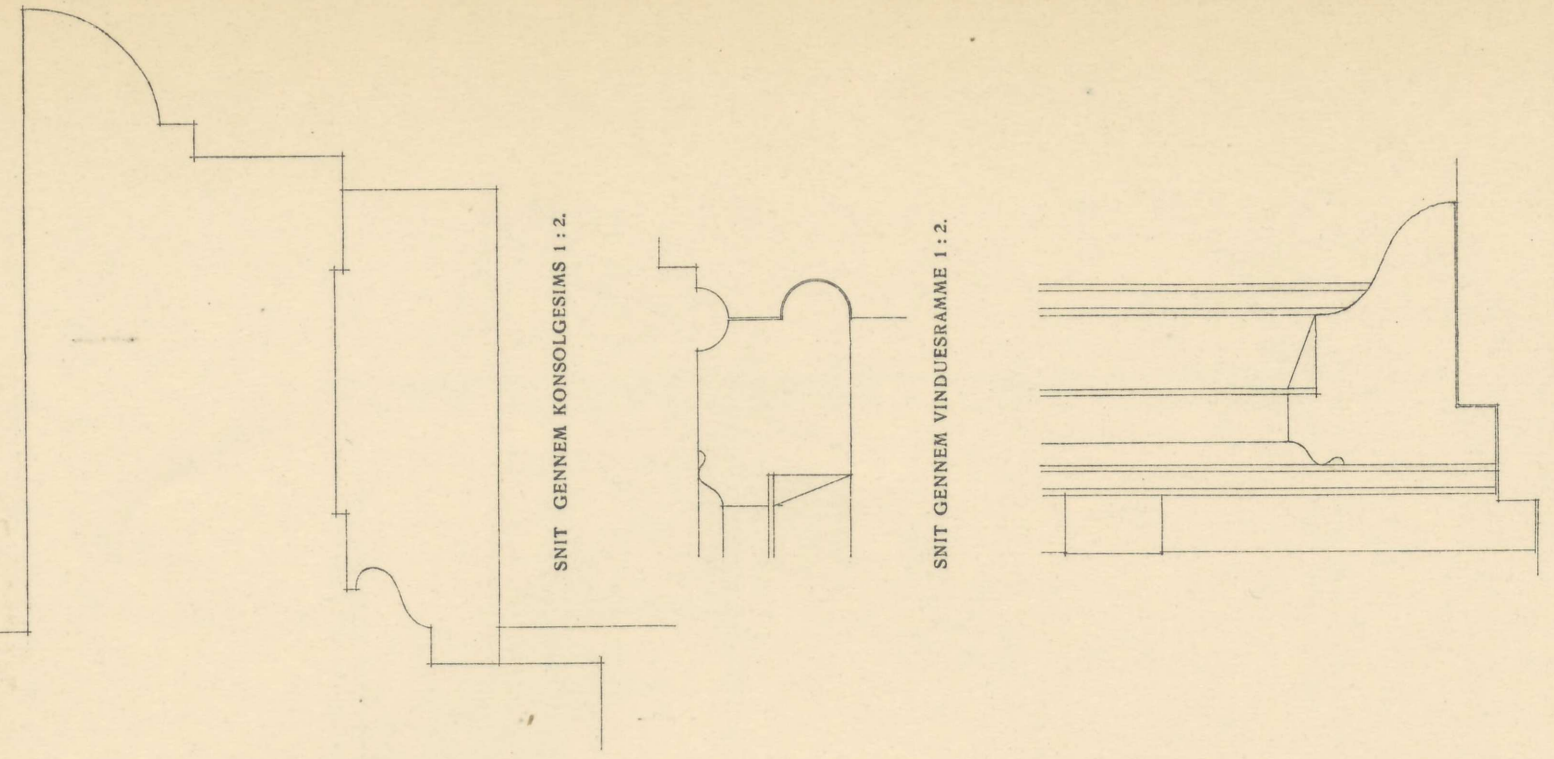 SNIT GENNEM KONSOLGESIMS 1 : 2.
SNIT GENNEM VINDUESRAMME 1 : 2.